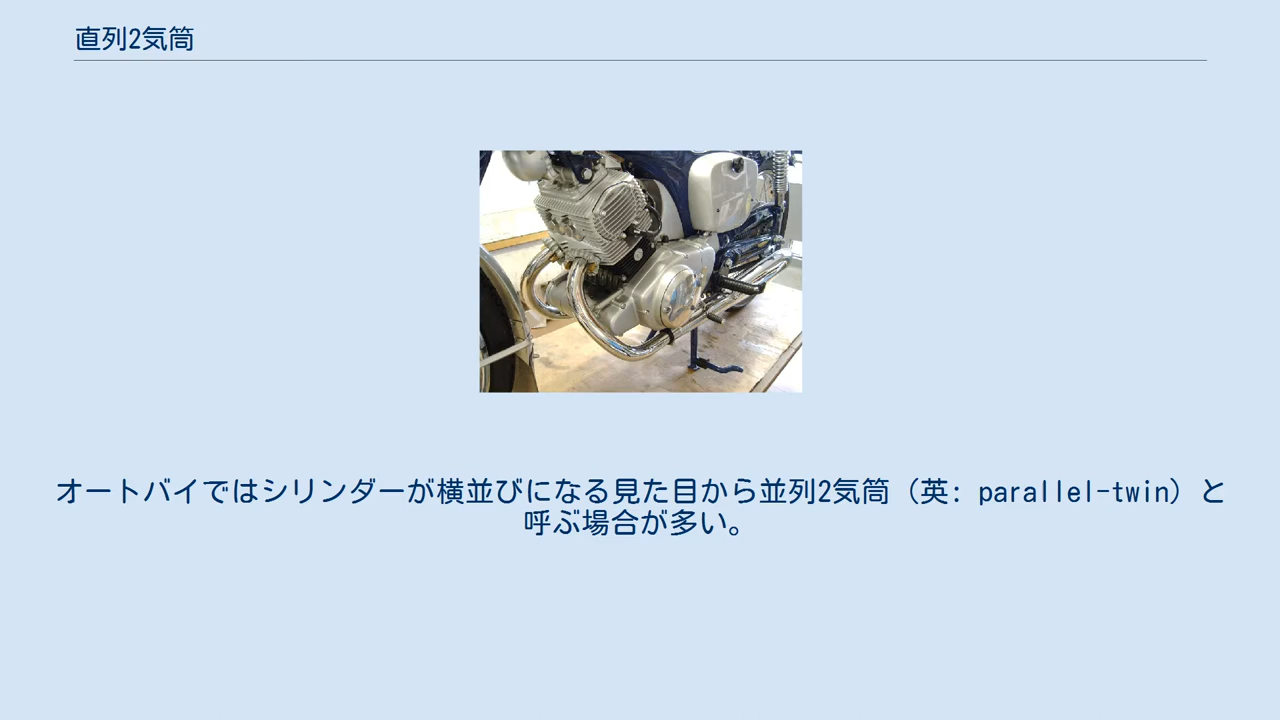 直列2気筒
オートバイではシリンダーが横並びになる見た目から並列2気筒（英: parallel-twin）と
呼ぶ場合が多い。